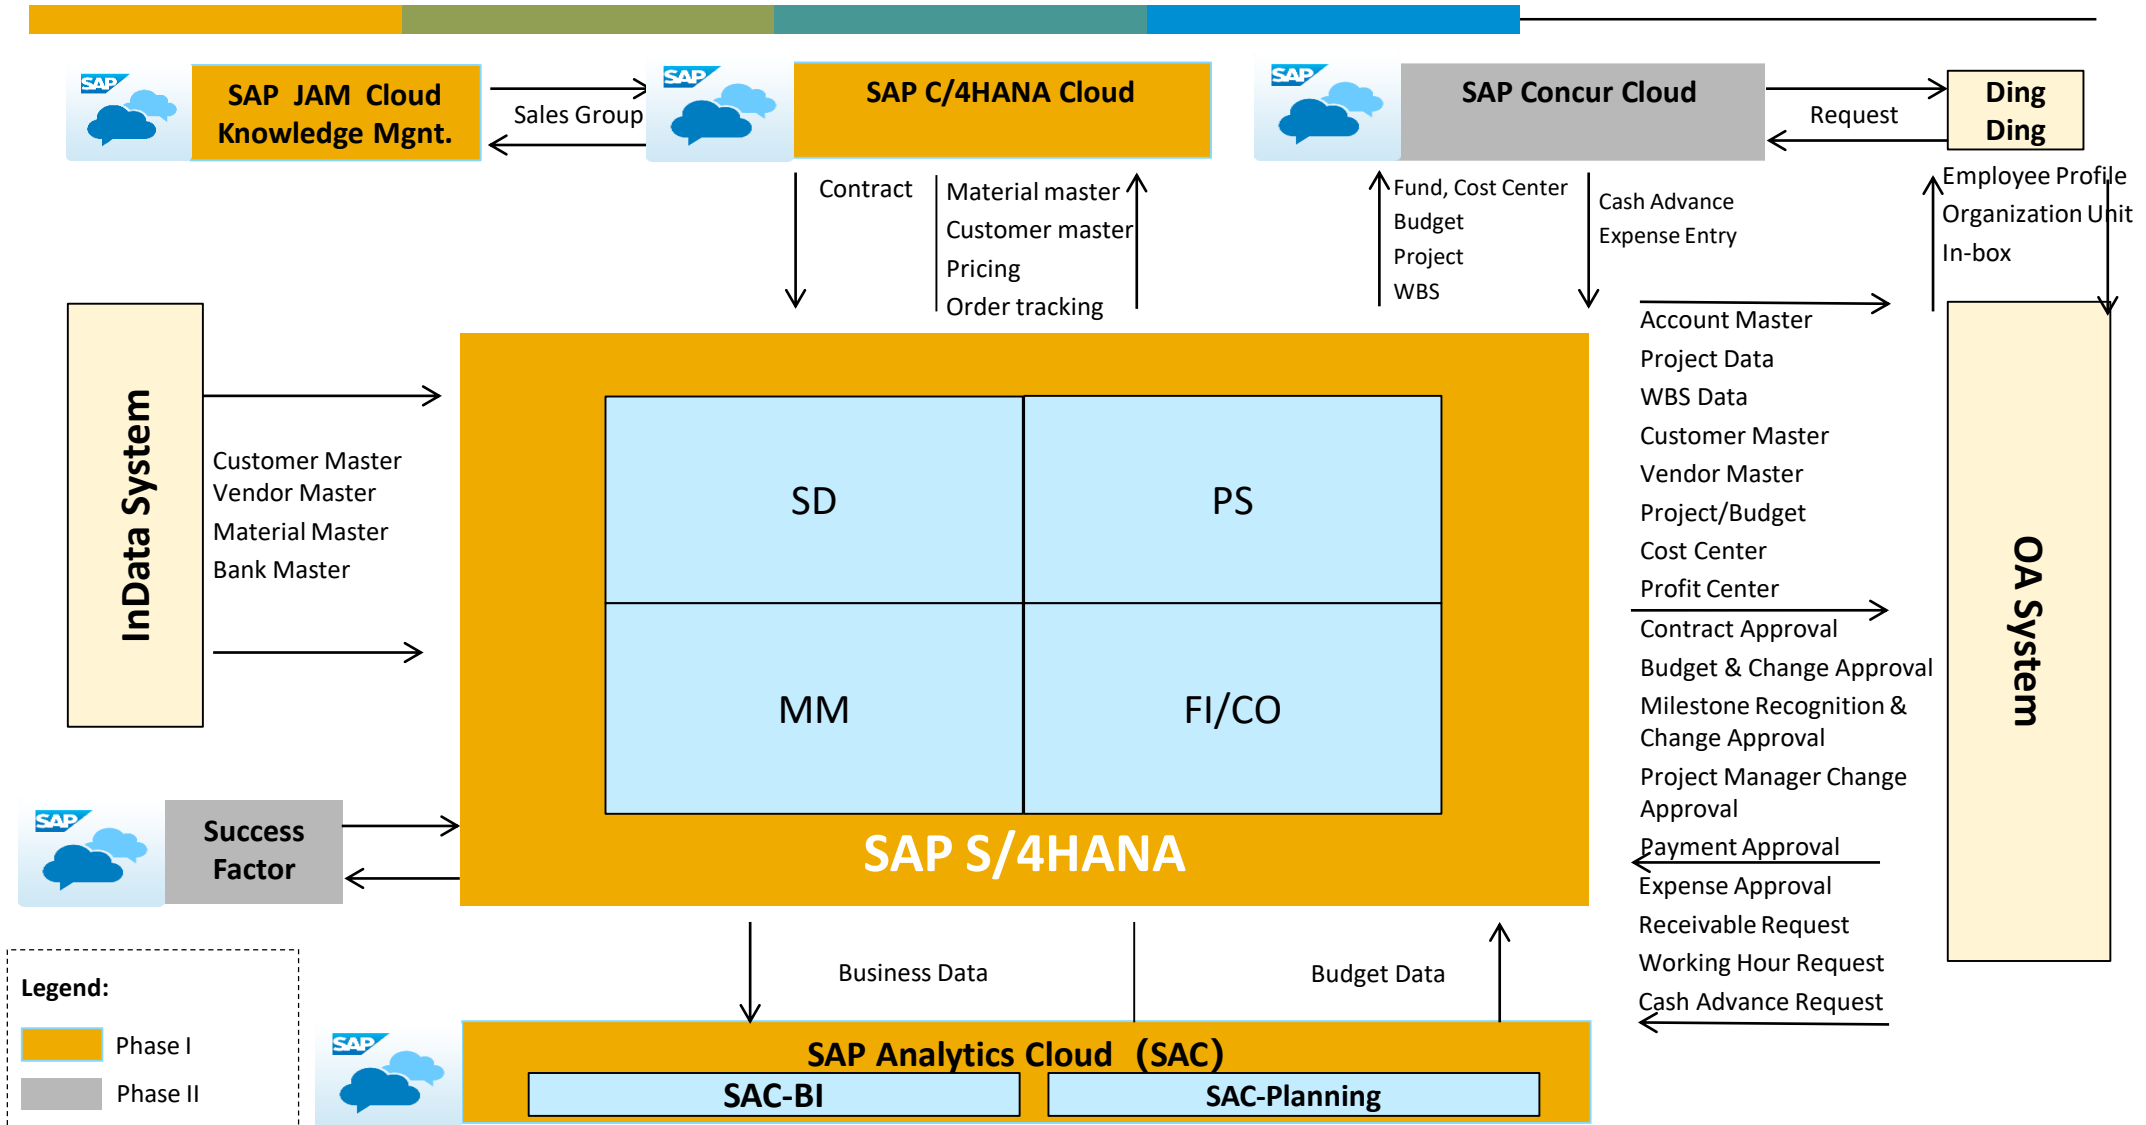 SAP
SAP JAM Cloud
Knowledge Mgnt.
Sales Group
SAP
SAP C/4HANA Cloud
SAP
SAP Concur Cloud
Request
Ding
Ding
Contract
Material master
Customer master
Pricing
Order tracking
Fund, Cost Center
Budget
Project
WBS
Cash Advance
Expense Entry
Employee Profile
Organization Unit
In-box
InData System
Customer Master
Vendor Master
Material Master
Bank Master
SD
PS
MM
FI/CO
SAP S/4HANA
Account Master
Project Data
WBS Data
Customer Master
Vendor Master
Project/Budget
Cost Center
Profit Center
Contract Approval
Budget & Change Approval
Milestone Recognition &
Change Approval
Project Manager Change
Approval
Payment Approval
Expense Approval
Receivable Request
Working Hour Request
Cash Advance Request
OA System
SAP
Success
Factor
Business Data
Budget Data
Legend:
Phase I
Phase II
SAP
SAP Analytics Cloud (SAC)
SAC-BI
SAC-Planning